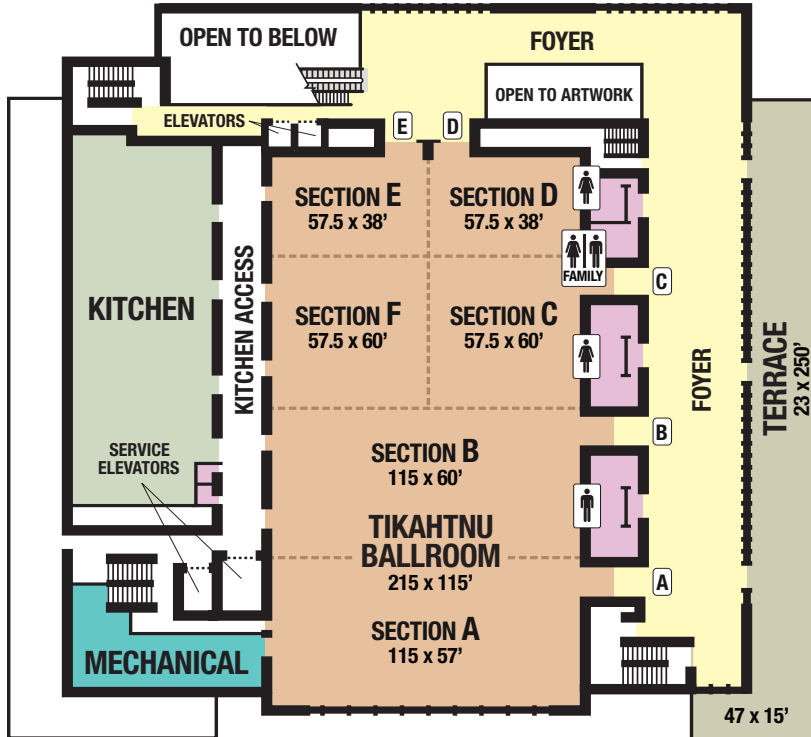 OPEN TO BELOW
FOYER
OPEN TO ARTWORK
ELEVATORS
E
D
SECTION E
57.5 x 38’
SECTION D
57.5 x 38’
FAMILY
C
KITCHEN
KITCHEN ACCESS
SECTION F
57.5 x 60’
SECTION C
57.5 x 60’
FOYER
TERRACE
23 x 250’
B
SERVICE
ELEVATORS
SECTION B
115 x 60’
TIKAHTNU
BALLROOM
215 x 115’
A
SECTION A
115 x 57’
MECHANICAL
47 x 15’